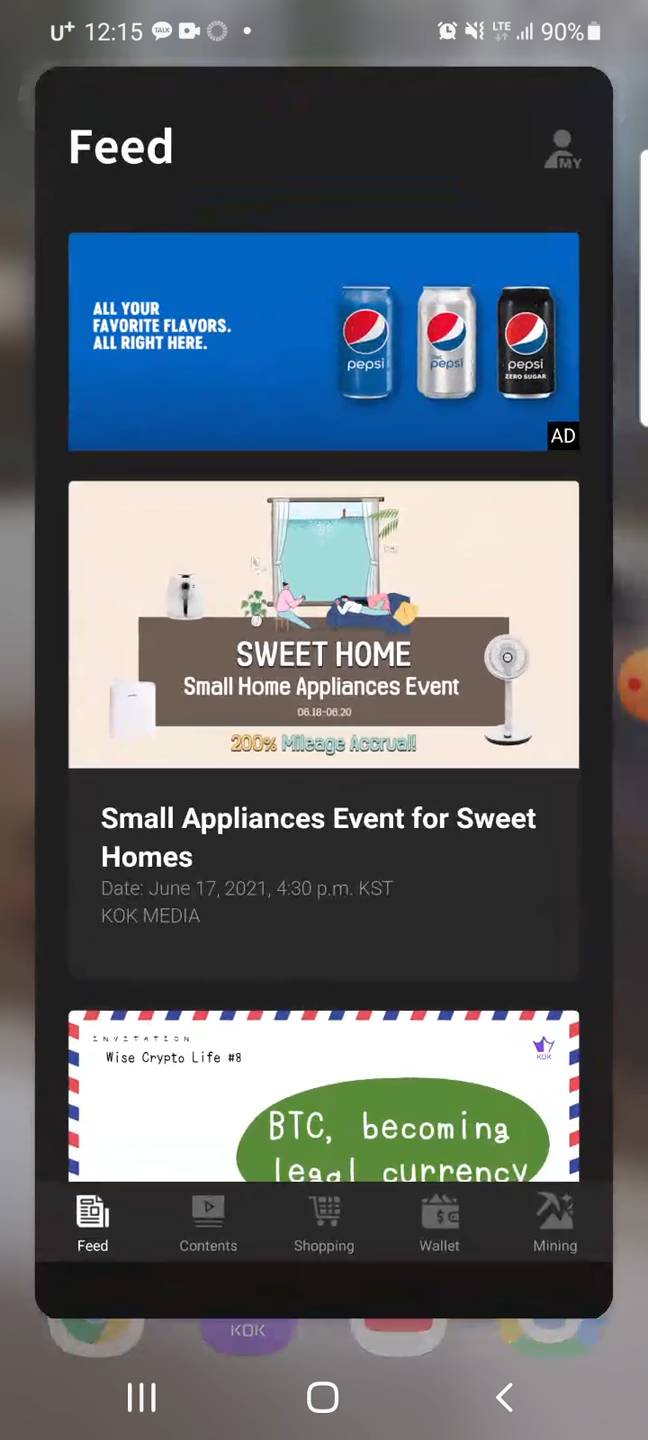 U+ 12:15 TALK LTE 90%
Feed
MY
ALL YOUR
FAVORITE FLAVORS.
ALL RIGHT HERE.
pepsi
pepsi
pepsi
ZERO SUGAR
AD
SWEET HOME
Small Home Appliances Event
06.18-06.20
200% Mileage Accrual!
Small Appliances Event for Sweet
Homes
Date: June 17, 2021, 4:30 p.m. KST
KOK MEDIA
INVITATION
Wise Crypto Life #8
KOK
BTC, becoming
legal currency
Feed Contents Shopping Wallet Mining
KOK